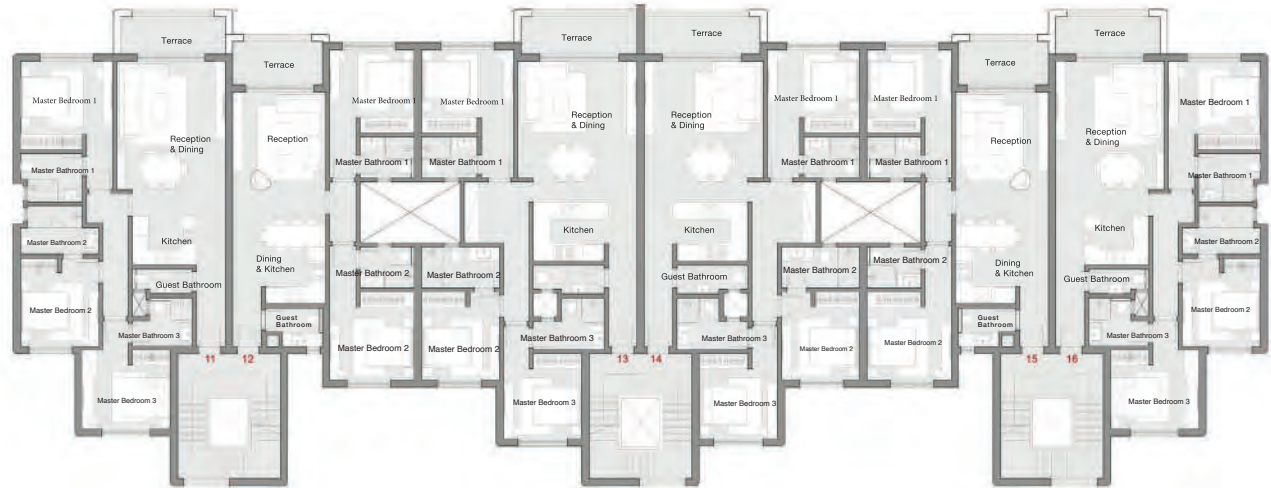 Terrace
Terrace
Terrace
Terrace
Terrace
Terrace
Master Bedroom 1
Reception
& Dining
Reception
Master Bedroom 1
Master Bedroom 1
Reception
& Dining
Reception
& Dining
Master Bedroom 1
Master Bedroom 1
Reception
Reception
& Dining
Master Bedroom 1
Master Bathroom 1
Master Bathroom 1
Master Bathroom 1
Master Bathroom 1
Master Bathroom 1
Master Bathroom 1
Master Bathroom 2
Kitchen
Kitchen
Kitchen
Kitchen
Master Bathroom 2
Dining
& Kitchen
Master Bathroom 2
Master Bathroom 2
Guest Bathroom
Master Bathroom 2
Master Bathroom 2
Dining
& Kitchen
Guest Bathroom
Guest Bathroom
Master Bedroom 2
Guest
Bathroom
Guest
Bathroom
Master Bedroom 2
Master Bathroom 3
Master Bedroom 2
Master Bedroom 2
Master Bathroom 3
Master Bathroom 3
Master Bedroom 2
Master Bedroom 2
Master Bathroom 3
11
12
13
14
15
16
Master Bedroom 3
Master Bedroom 3
Master Bedroom 3
Master Bedroom 3